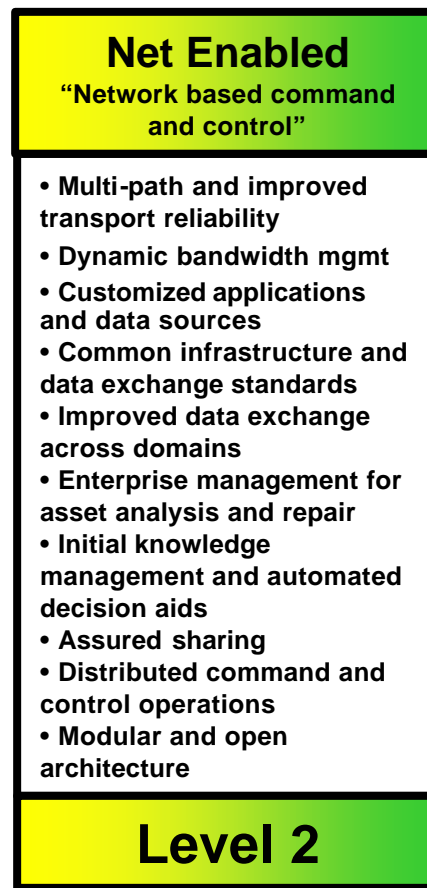 Net Enabled
“Network based command
and control”
• Multi-path and improved
transport reliability
• Dynamic bandwidth mgmt
• Customized applications
and data sources
• Common infrastructure and
data exchange standards
• Improved data exchange
across domains
• Enterprise management for
asset analysis and repair
• Initial knowledge
management and automated
decision aids
• Assured sharing
• Distributed command and
control operations
• Modular and open
architecture
Level 2